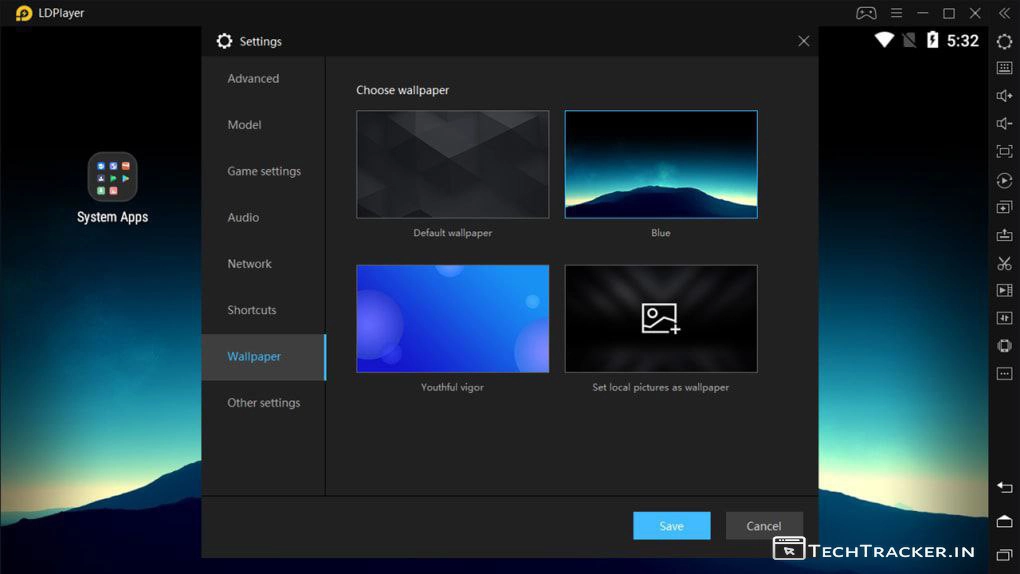 LDPlayer
5:32
Settings
Advanced
Model
Game settings
Audio
Network
Shortcuts
Wallpaper
Other settings
Choose wallpaper
Default wallpaper
Blue
Youthful vigor
Set local pictures as wallpaper
System Apps
Save
Cancel
TECHTRACKER.IN